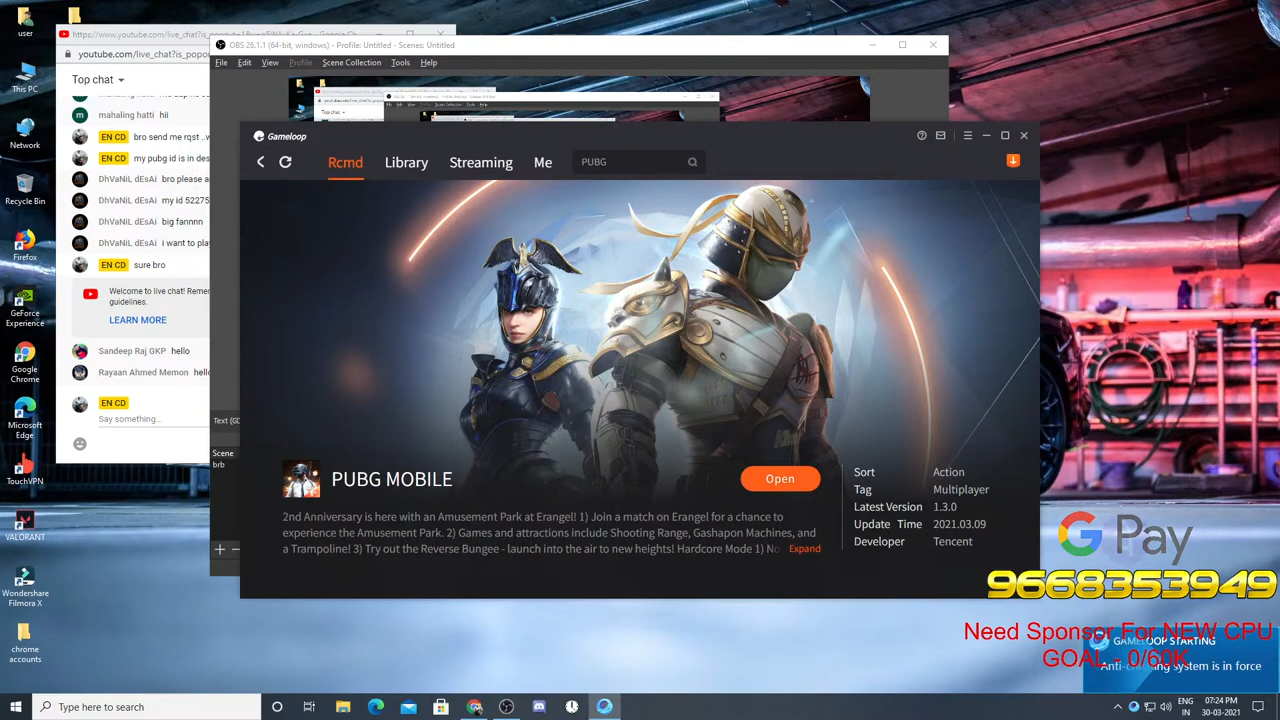 user
This PC
Network
Recycle Bin
Firefox
GeForce
Experience
Google
Chrome
Microsoft
Edge
TouchVPN
VALORANT
Wondershare
Filmora X
chrome
accounts
youtube.com/live_chat?is_popo
Top chat
mahaling hatti hii
EN CD bro send me rqst ..w
EN CD my pubg id is in des
DhVaNiL dEsAi bro please a
DhVaNiL dEsAi my id 52275
DhVaNiL dEsAi big fannnn
DhVaNiL dEsAi i want to pla
EN CD sure bro
Welcome to live chat! Remer
guidelines.
LEARN MORE
Sandeep Raj GKP hello
Rayaan Ahmed Memon hello
EN CD
Say something...
OBS 26.1.1 (64-bit, windows) - Profile: Untitled - Scenes: Untitled
File Edit View Profile Scene Collection Tools Help
Text (GD
Scene
brb
Gameloop
Rcmd Library Streaming Me PUBG
PUBG MOBILE
Open
2nd Anniversary is here with an Amusement Park at Erangel! 1) Join a match on Erangel for a chance to
experience the Amusement Park. 2) Games and attractions include Shooting Range, Gashapon Machines, and
a Trampoline! 3) Try out the Reverse Bungee - launch into the air to new heights! Hardcore Mode 1) No Expand
Sort Action
Tag Multiplayer
Latest Version 1.3.0
Update Time 2021.03.09
Developer Tencent
G Pay
9668353949
Need Sponsor For NEW CPU
GOAL - 0/60K
GAMELOOP STARTING
Anti-cheating system is in force
Type here to search
ENG
IN
07:24 PM
30-03-2021